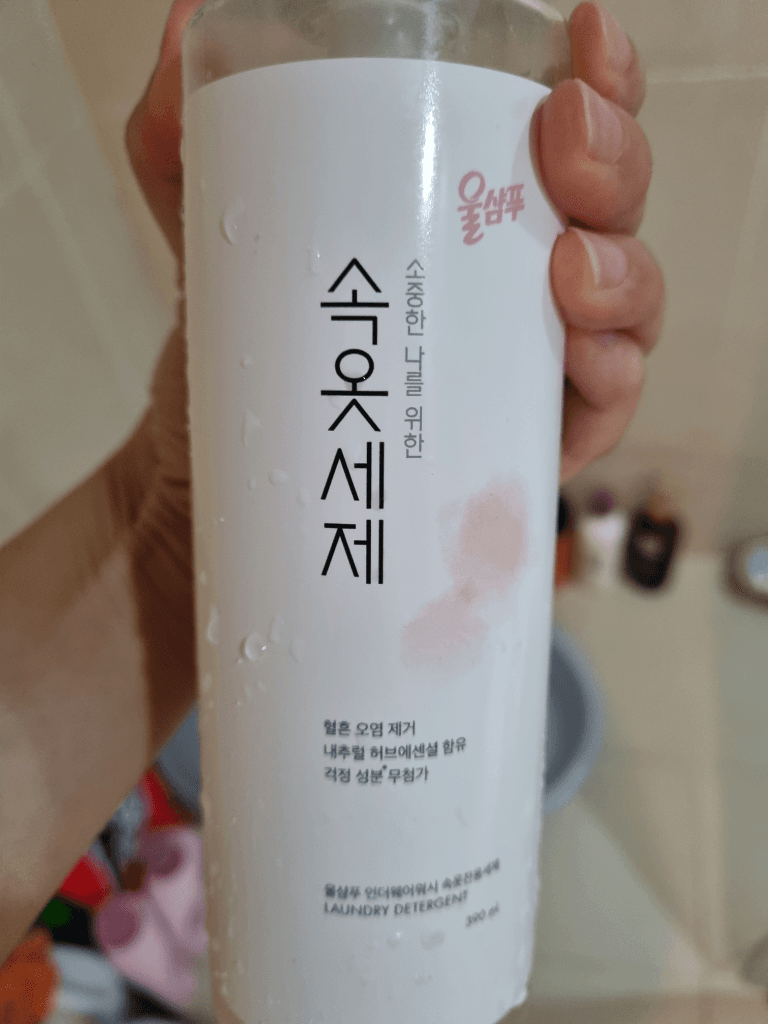 울샴푸
소중한 나를 위한
속옷세제
혈흔 오염 제거
내추럴 허브에센셜 함유
걱정 성분* 무첨가
울샴푸 언더웨어워시 속옷전용세제
LAUNDRY DETERGENT
390 ml